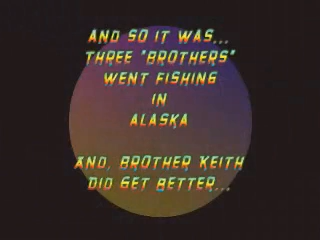 AND SO IT WAS...
THREE "BROTHERS"
WENT FISHING
IN
ALASKA
AND, BROTHER KEITH
DID GET BETTER...